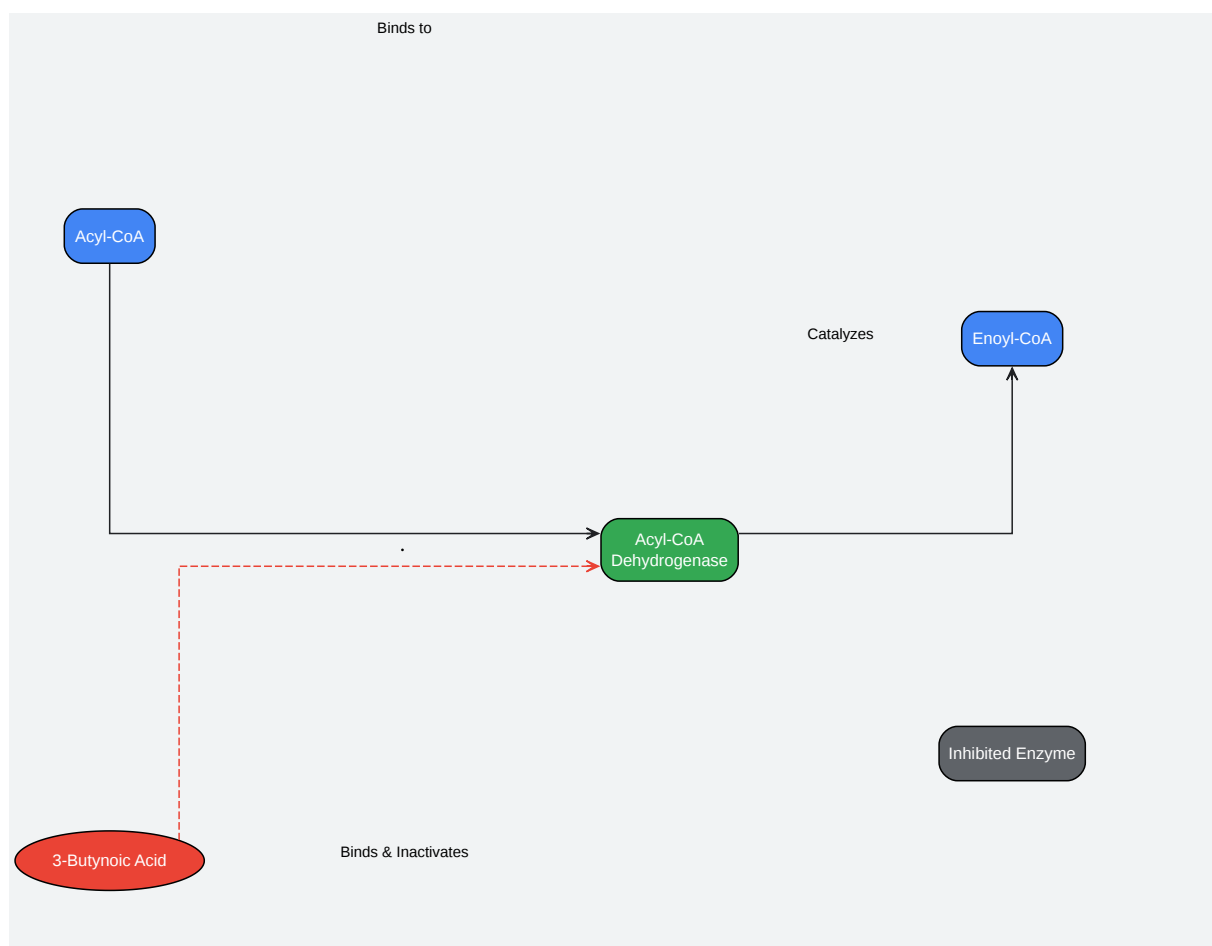 Binds to
Acyl-CoA
Catalyzes
Enoyl-CoA
Acyl-CoA
Dehydrogenase
Inhibited Enzyme
Binds & Inactivates
3-Butynoic Acid